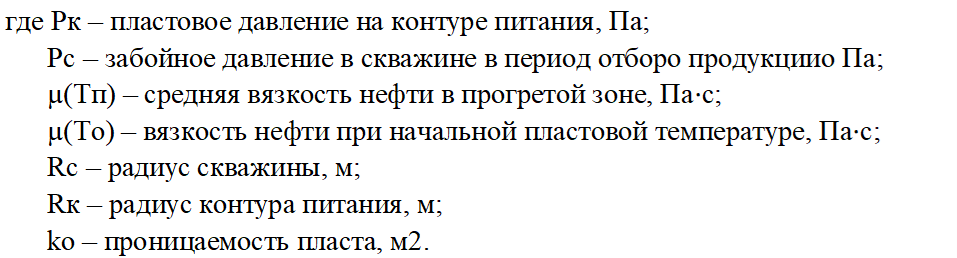 где Рк – пластовое давление на контуре питания, Па;
Рс – забойное давление в скважине в период отборо продукциио Па;
μ(Тп) – средняя вязкость нефти в прогретой зоне, Па·с;
μ(То) – вязкость нефти при начальной пластовой температуре, Па·с;
Rс – радиус скважины, м;
Rк – радиус контура питания, м;
ko – проницаемость пласта, м2.